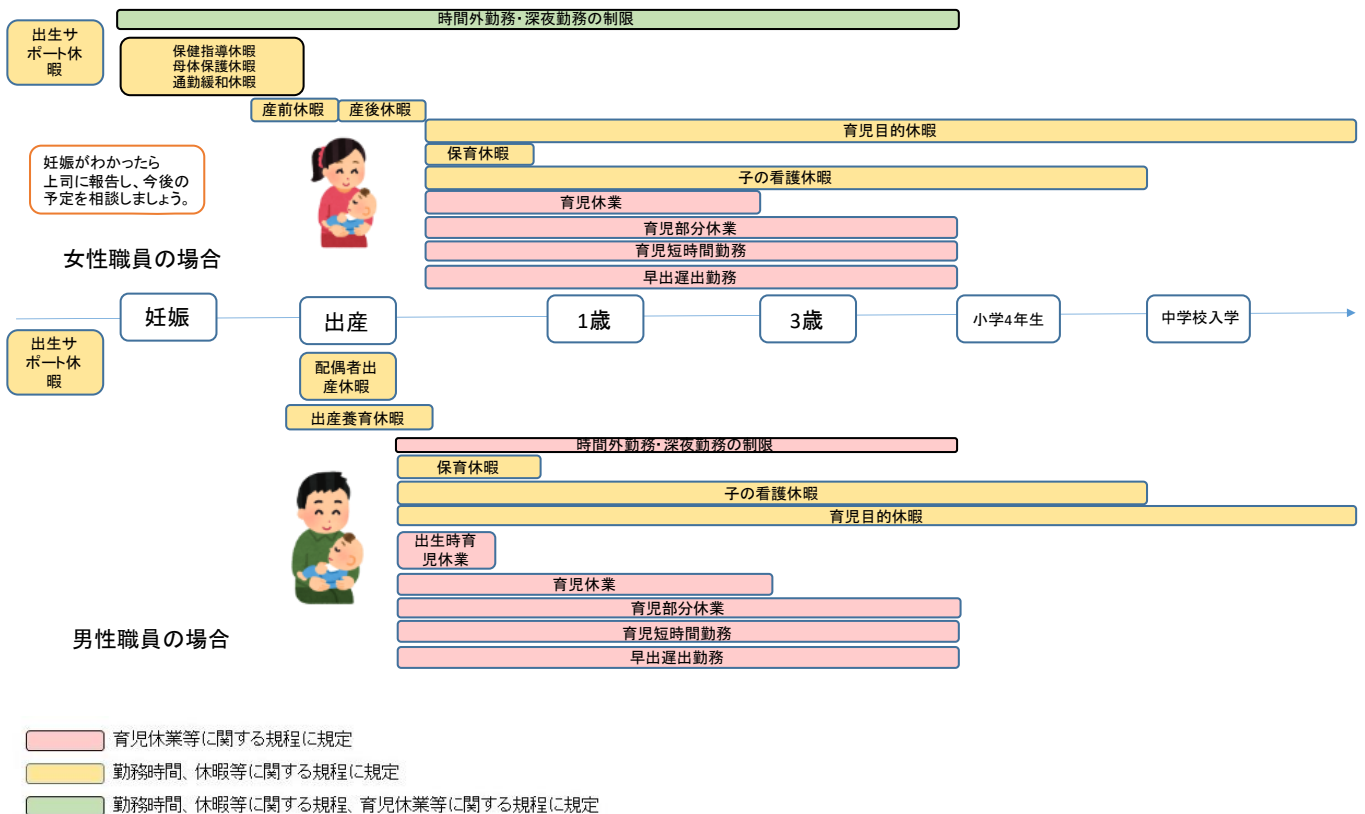 時間外勤務・深夜勤務の制限
出生サ
ポート休
暇
保健指導休暇
母体保護休暇
通勤緩和休暇
産前休暇
産後休暇
育児目的休暇
保育休暇
妊娠がわかったら
上司に報告し、今後の
予定を相談しましょう。
子の看護休暇
育児休業
育児部分休業
育児短時間勤務
早出遅出勤務
女性職員の場合
妊娠
出産
1歳
3歳
小学4年生
中学校入学
出生サ
ポート休
暇
配偶者出
産休暇
出産養育休暇
時間外勤務・深夜勤務の制限
保育休暇
子の看護休暇
育児目的休暇
出生時育
児休業
育児休業
育児部分休業
育児短時間勤務
早出遅出勤務
男性職員の場合
育児休業等に関する規程に規定
勤務時間、休暇等に関する規程に規定
勤務時間、休暇等に関する規程、育児休業等に関する規程に規定